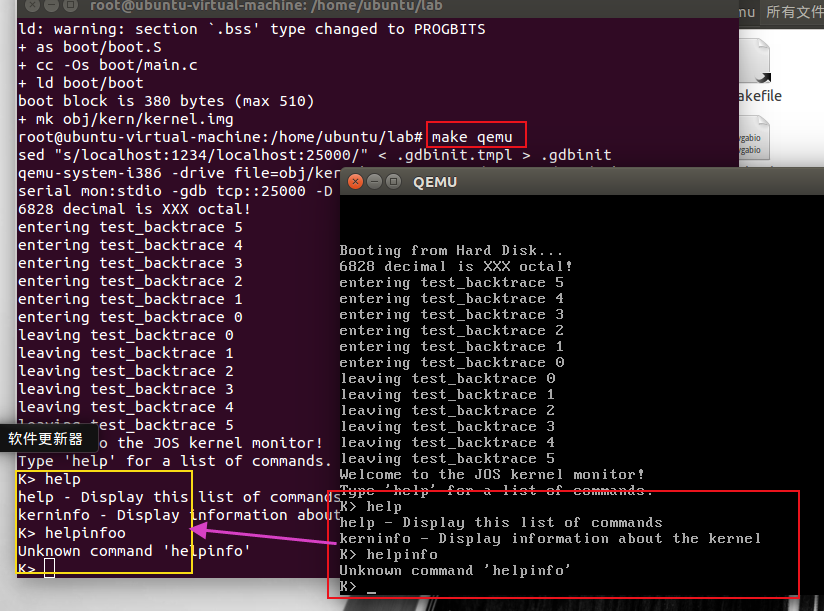 root@ubuntu-virtual-machine: /home/ubuntu/lab
ld: warning: section `.bss' type changed to PROGBITS
+ as boot/boot.S
+ cc -Os boot/main.c
+ ld boot/boot
boot block is 380 bytes (max 510)
+ mk obj/kern/kernel.img
root@ubuntu-virtual-machine:/home/ubuntu/lab# make qemu
sed "s/localhost:1234/localhost:25000/" < .gdbinit.tmpl > .gdbinit
qemu-system-i386 -drive file=obj/ker
serial mon:stdio -gdb tcp::25000 -D
6828 decimal is XXX octal!
entering test_backtrace 5
entering test_backtrace 4
entering test_backtrace 3
entering test_backtrace 2
entering test_backtrace 1
entering test_backtrace 0
leaving test_backtrace 0
leaving test_backtrace 1
leaving test_backtrace 2
leaving test_backtrace 3
leaving test_backtrace 4
leaving test_backtrace 5
软件更新器
o the JOS kernel monitor!
Type 'help' for a list of commands.
K> help
help - Display this list of commands
kerninfo - Display information about
K> helpinfoo
Unknown command 'helpinfo'
K>
QEMU
Booting from Hard Disk...
6828 decimal is XXX octal!
entering test_backtrace 5
entering test_backtrace 4
entering test_backtrace 3
entering test_backtrace 2
entering test_backtrace 1
entering test_backtrace 0
leaving test_backtrace 0
leaving test_backtrace 1
leaving test_backtrace 2
leaving test_backtrace 3
leaving test_backtrace 4
leaving test_backtrace 5
Welcome to the JOS kernel monitor!
Type 'help' for a list of commands.
K> help
help - Display this list of commands
kerninfo - Display information about the kernel
K> helpinfo
Unknown command 'helpinfo'
K> _
nu
所有文件
akefile
ygabio
ygabio